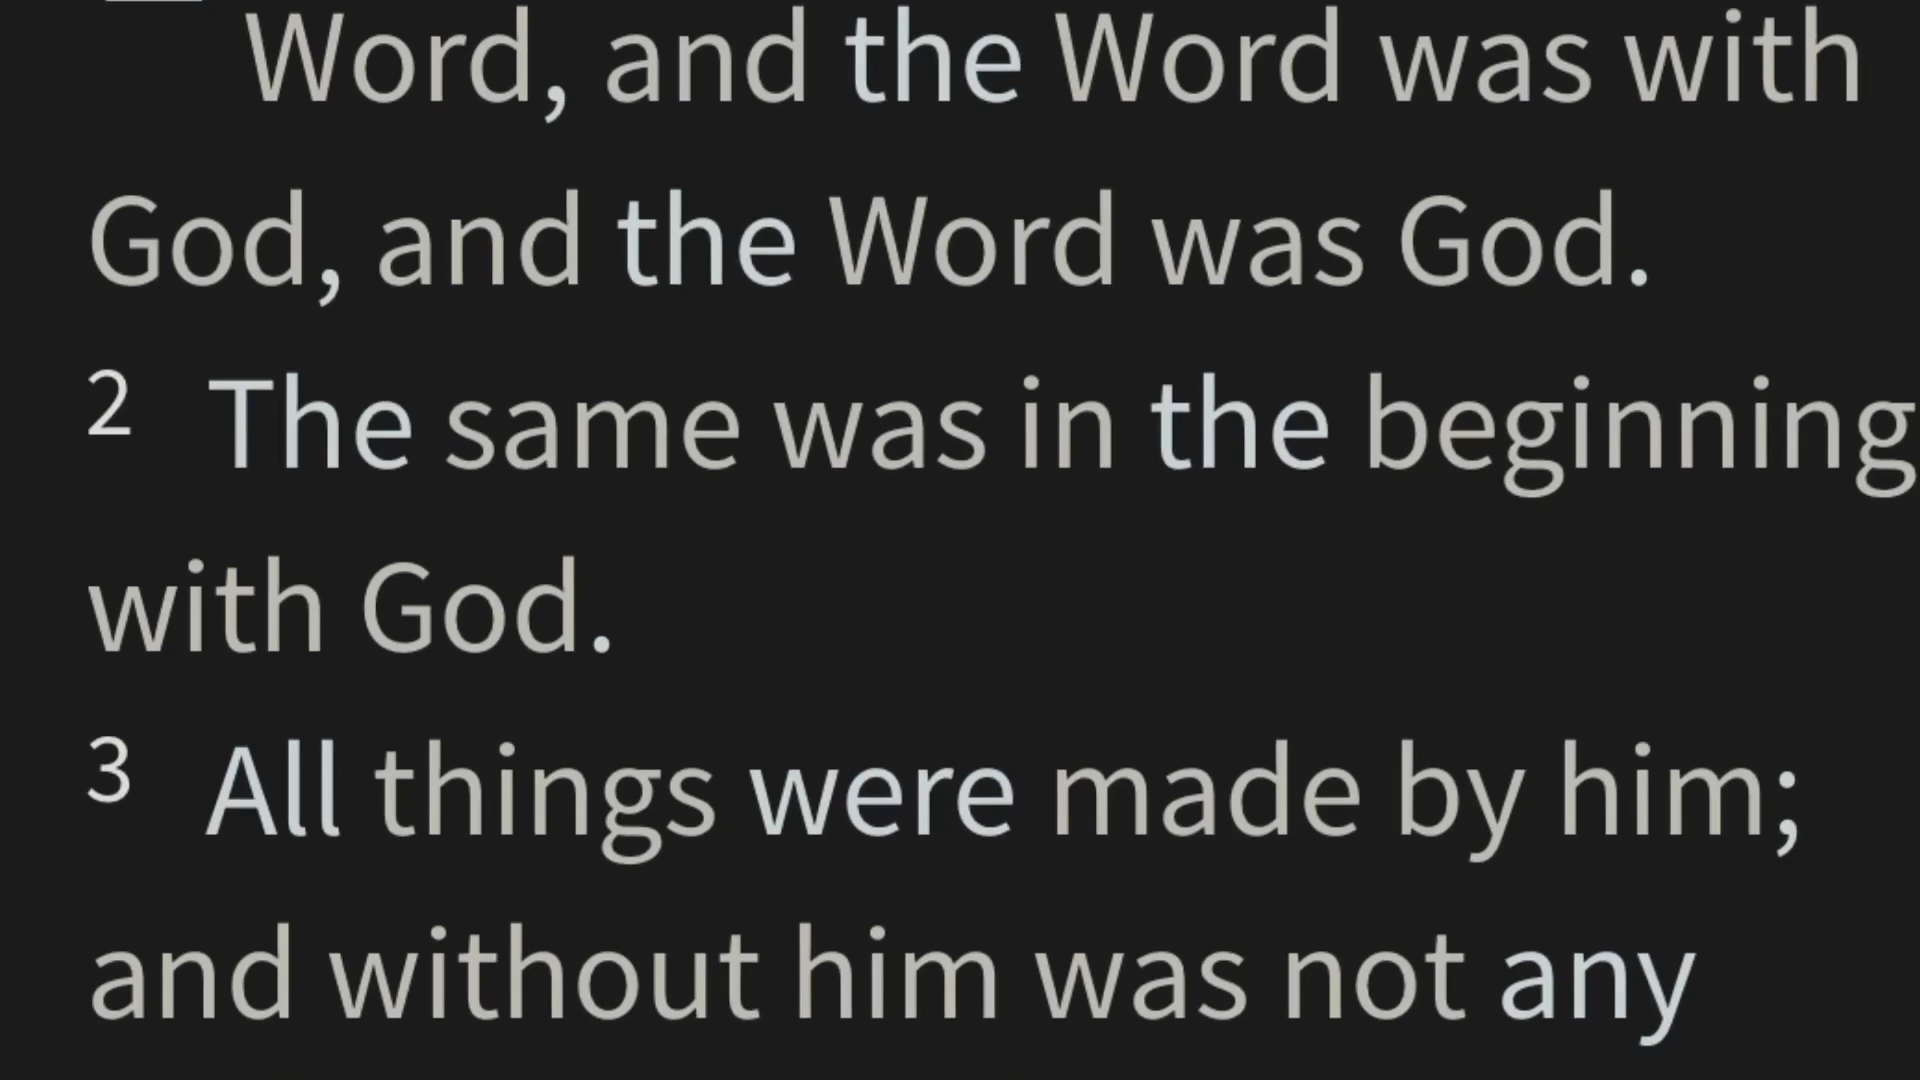 Word, and the Word was with
God, and the Word was God.
2 The same was in the beginning
with God.
3 All things were made by him;
and without him was not any